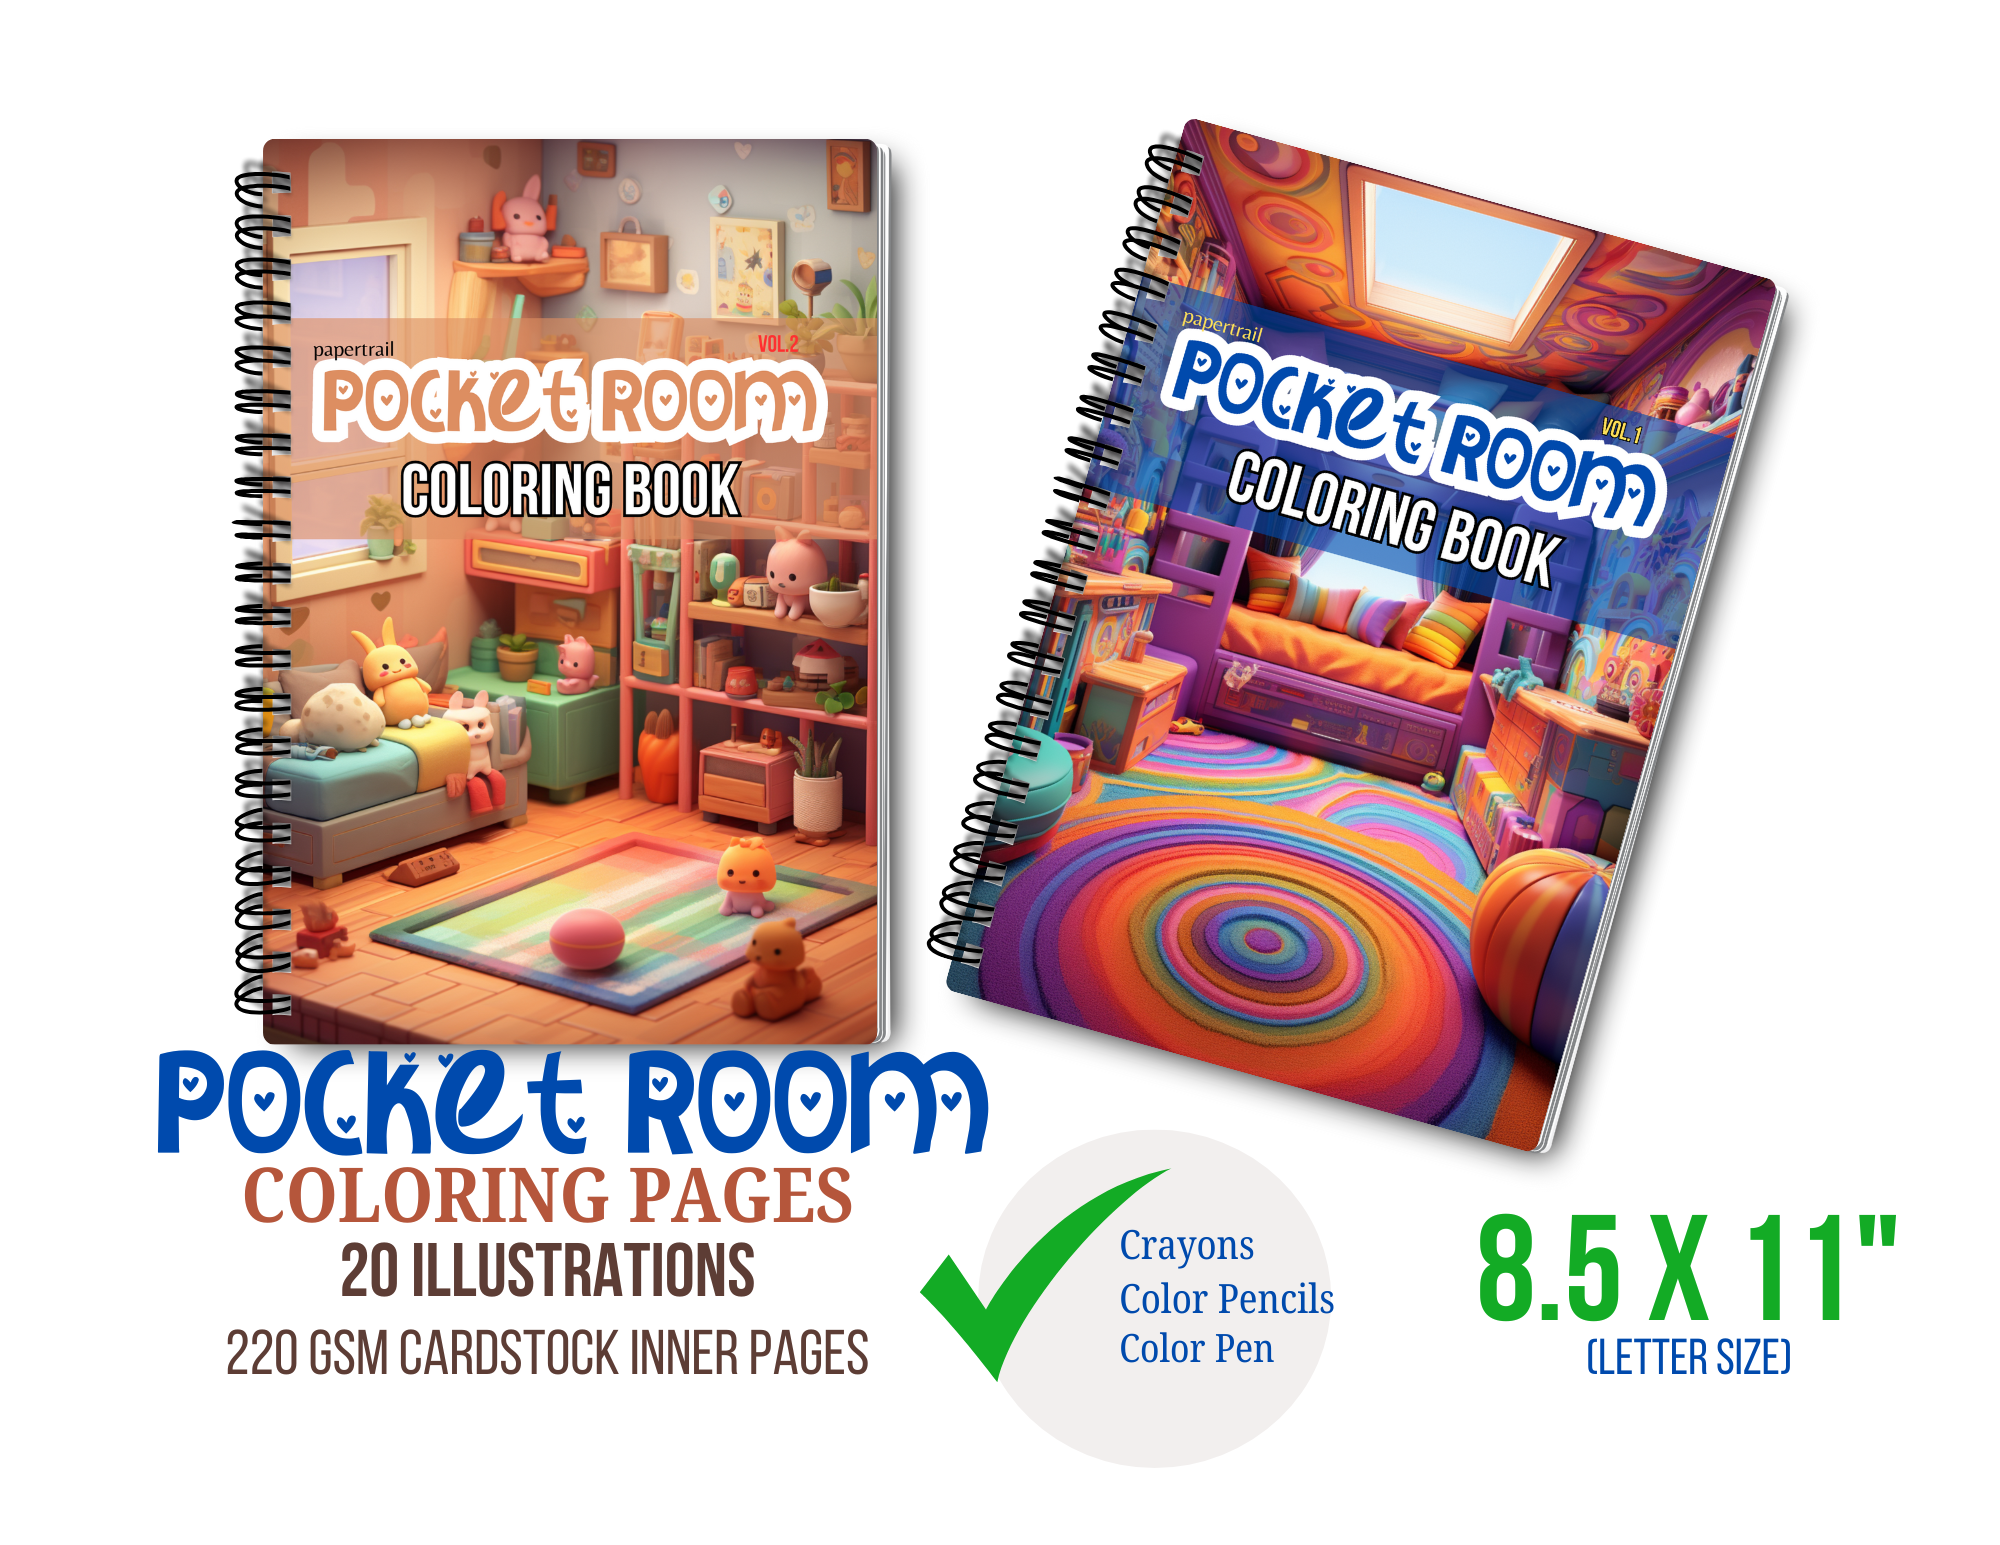 papertrail
VOL.2
POCKET ROOM
COLORING BOOK
papertrail
POCKET ROOM
VOL. 1
COLORING BOOK
POCKET ROOM
COLORING PAGES
20 ILLUSTRATIONS
220 GSM CARDSTOCK INNER PAGES
Crayons
Color Pencils
Color Pen
8.5 X 11"
(LETTER SIZE)